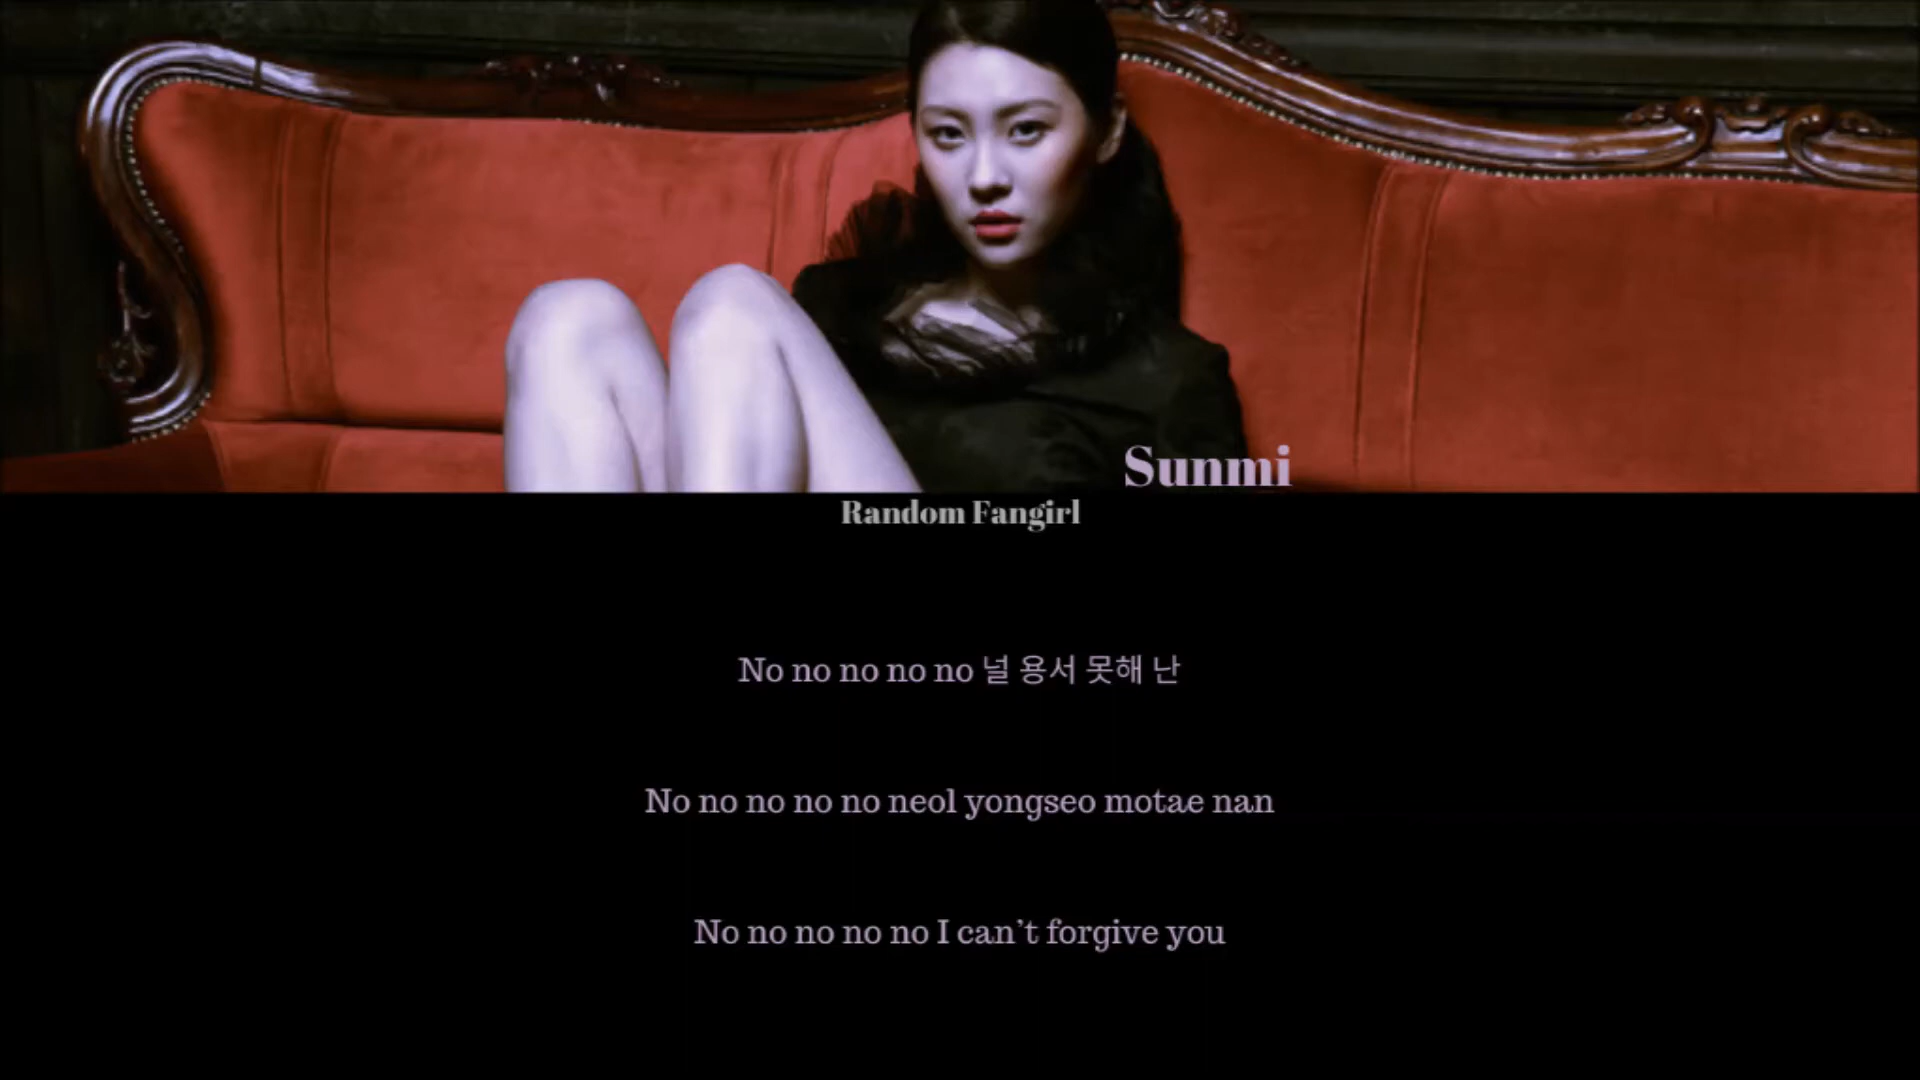 Sunmi
Random Fangirl
No no no no no 널 용서 못해 난
No no no no no neol yongseo motae nan
No no no no no I can't forgive you